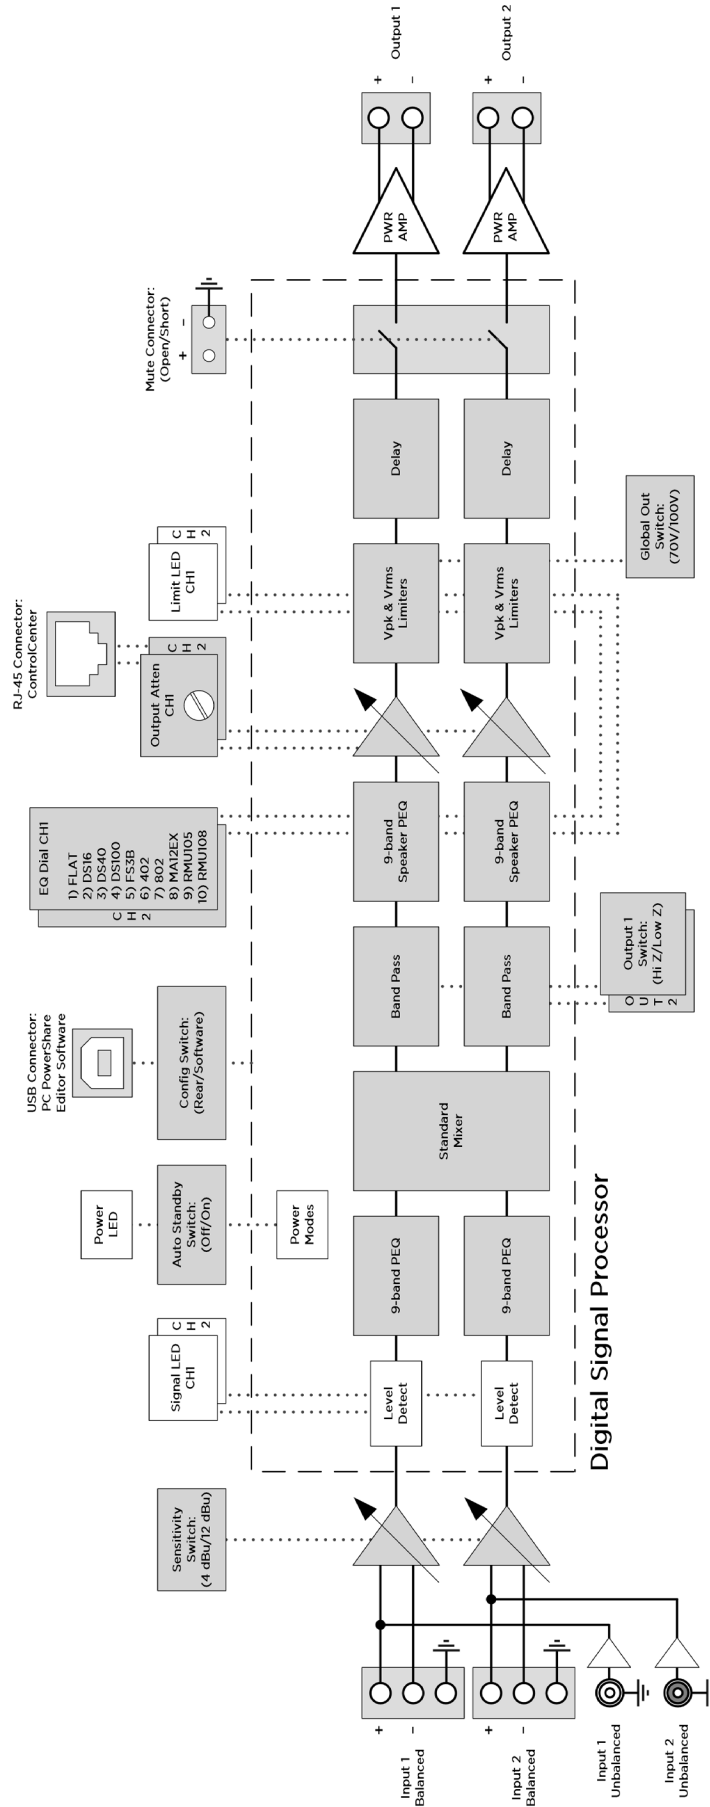 Input 1
Balanced
+
–
Input 2
Balanced
+
–
Input 1
Unbalanced
Input 2
Unbalanced
Sensitivity
Switch:
(4 dBu/12 dBu)
Signal LED
CH1
C
H
2
Power
LED
Auto Standby
Switch:
(Off/On)
Power
Modes
USB Connector:
PC PowerShare
Editor Software
Config Switch:
(Rear/Software)
EQ Dial CH1
1) FLAT
2) DS16
3) DS40
4) DS100
5) FS3B
6) 402
7) 802
8) MA12EX
9) RMU105
10) RMU108
C
H
2
RJ-45 Connector:
ControlCenter
Output Atten
CH1
C
H
2
Limit LED
CH1
C
H
2
Mute Connector:
(Open/Short)
+
–
Level
Detect
9-band PEQ
Standard
Mixer
Band Pass
9-band
Speaker PEQ
Vpk & Vrms
Limiters
Delay
PWR
AMP
+
–
Output 1
Level
Detect
9-band PEQ
Band Pass
9-band
Speaker PEQ
Vpk & Vrms
Limiters
Delay
PWR
AMP
+
–
Output 2
Digital Signal Processor
Output 1
Switch:
(Hi Z/Low Z)
O
U
T
2
Global Out
Switch:
(70V/100V)